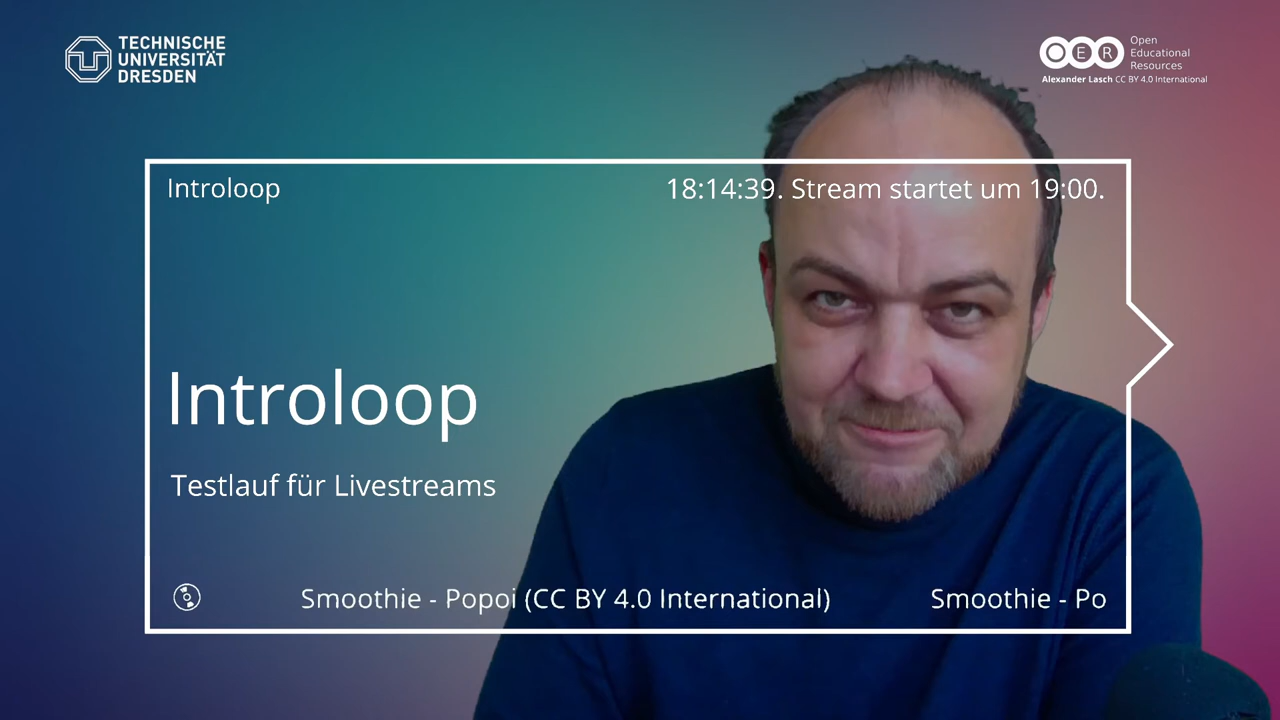 TECHNISCHE
UNIVERSITÄT
DRESDEN
OER
Open
Educational
Resources
Alexander Lasch CC BY 4.0 International
Introloop
18:14:39. Stream startet um 19:00.
Introloop
Testlauf für Livestreams
Smoothie - Popoi (CC BY 4.0 International)
Smoothie - Po